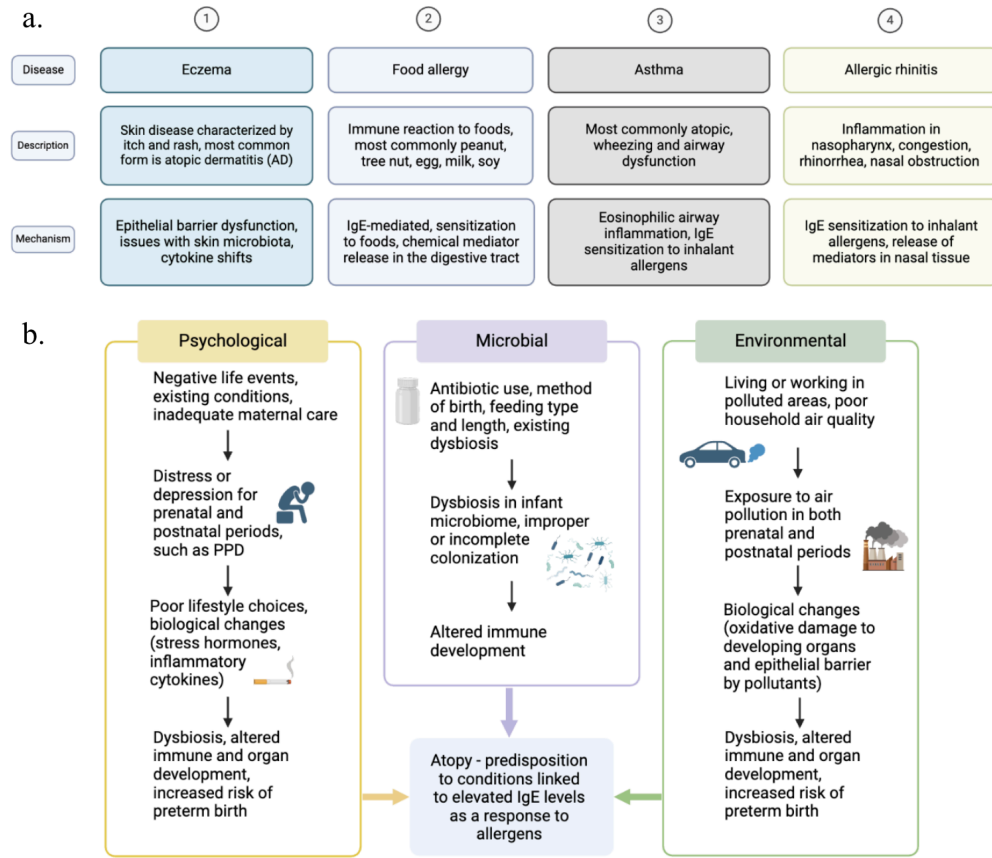 a.
1
2
3
4
Disease
Eczema
Food allergy
Asthma
Allergic rhinitis
Description
Skin disease characterized by
itch and rash, most common
form is atopic dermatitis (AD)
Immune reaction to foods,
most commonly peanut,
tree nut, egg, milk, soy
Most commonly atopic,
wheezing and airway
dysfunction
Inflammation in
nasopharynx, congestion,
rhinorrhea, nasal obstruction
Mechanism
Epithelial barrier dysfunction,
issues with skin microbiota,
cytokine shifts
IgE-mediated, sensitization
to foods, chemical mediator
release in the digestive tract
Eosinophilic airway
inflammation, IgE
sensitization to inhalant
allergens
IgE sensitization to inhalant
allergens, release of
mediators in nasal tissue
b.
Psychological
Negative life events,
existing conditions,
inadequate maternal care
Distress or
depression for
prenatal and
postnatal periods,
such as PPD
Poor lifestyle choices,
biological changes
(stress hormones,
inflammatory
cytokines)
Dysbiosis, altered
immune and organ
development,
increased risk of
preterm birth
Microbial
Antibiotic use, method
of birth, feeding type
and length, existing
dysbiosis
Dysbiosis in infant
microbiome, improper
or incomplete
colonization
Altered immune
development
Environmental
Living or working in
polluted areas, poor
household air quality
Exposure to air
pollution in both
prenatal and
postnatal periods
Biological changes
(oxidative damage to
developing organs
and epithelial barrier
by pollutants)
Dysbiosis, altered
immune and organ
development,
increased risk of
preterm birth
Atopy - predisposition
to conditions linked
to elevated IgE levels
as a response to
allergens